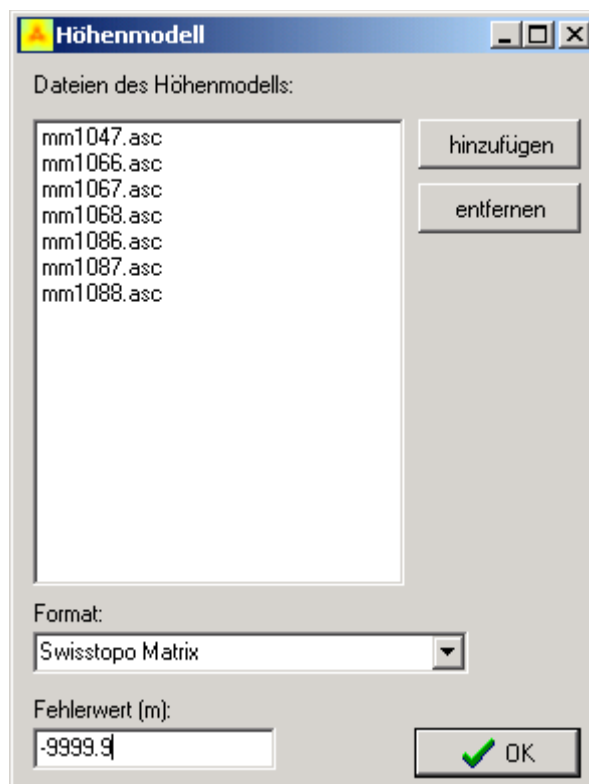 Höhenmodell
Dateien des Höhenmodells:
mm1047.asc
mm1066.asc
mm1067.asc
mm1068.asc
mm1086.asc
mm1087.asc
mm1088.asc
hinzufügen
entfernen
Format:
Swisstopo Matrix
Fehlerwert (m):
-9999.9
OK